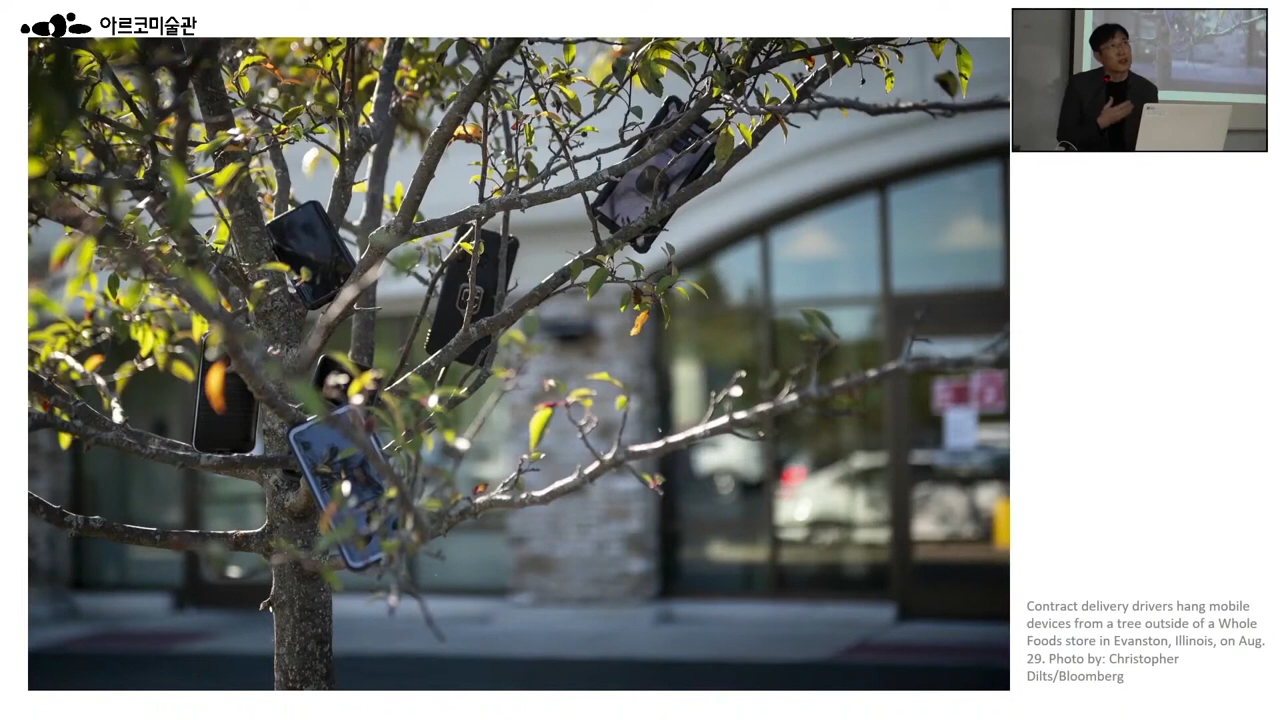 아르코미술관
Contract delivery drivers hang mobile
devices from a tree outside of a Whole
Foods store in Evanston, Illinois, on Aug.
29. Photo by: Christopher
Dilts/Bloomberg